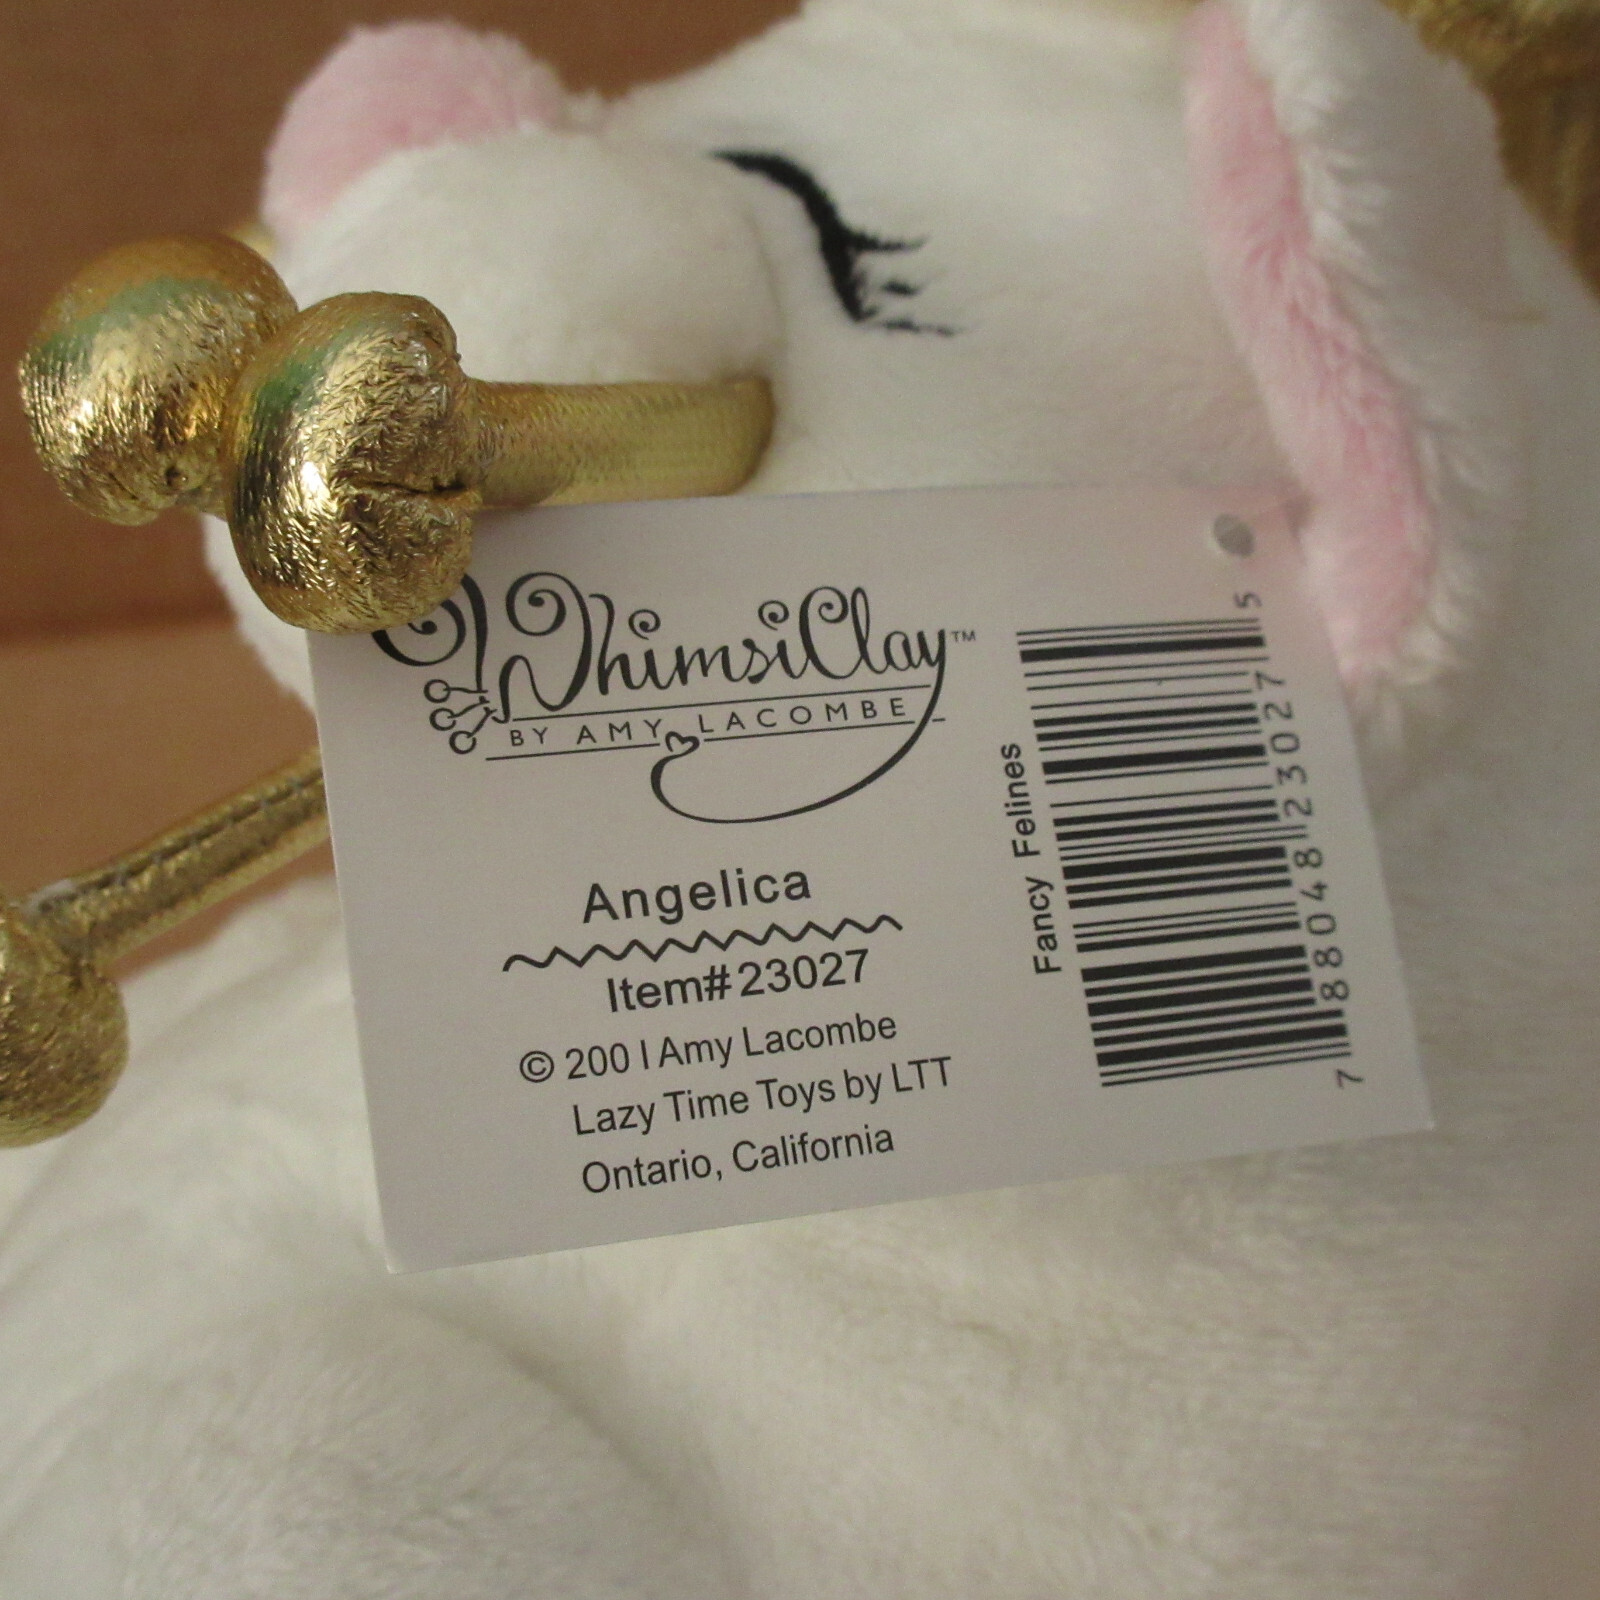 WhimsiClay™
BY AMY LACOMBE
Angelica
Item#23027
© 2001 Amy Lacombe
Lazy Time Toys by LTT
Ontario, California
Fancy Felines
7 88048 23027 5